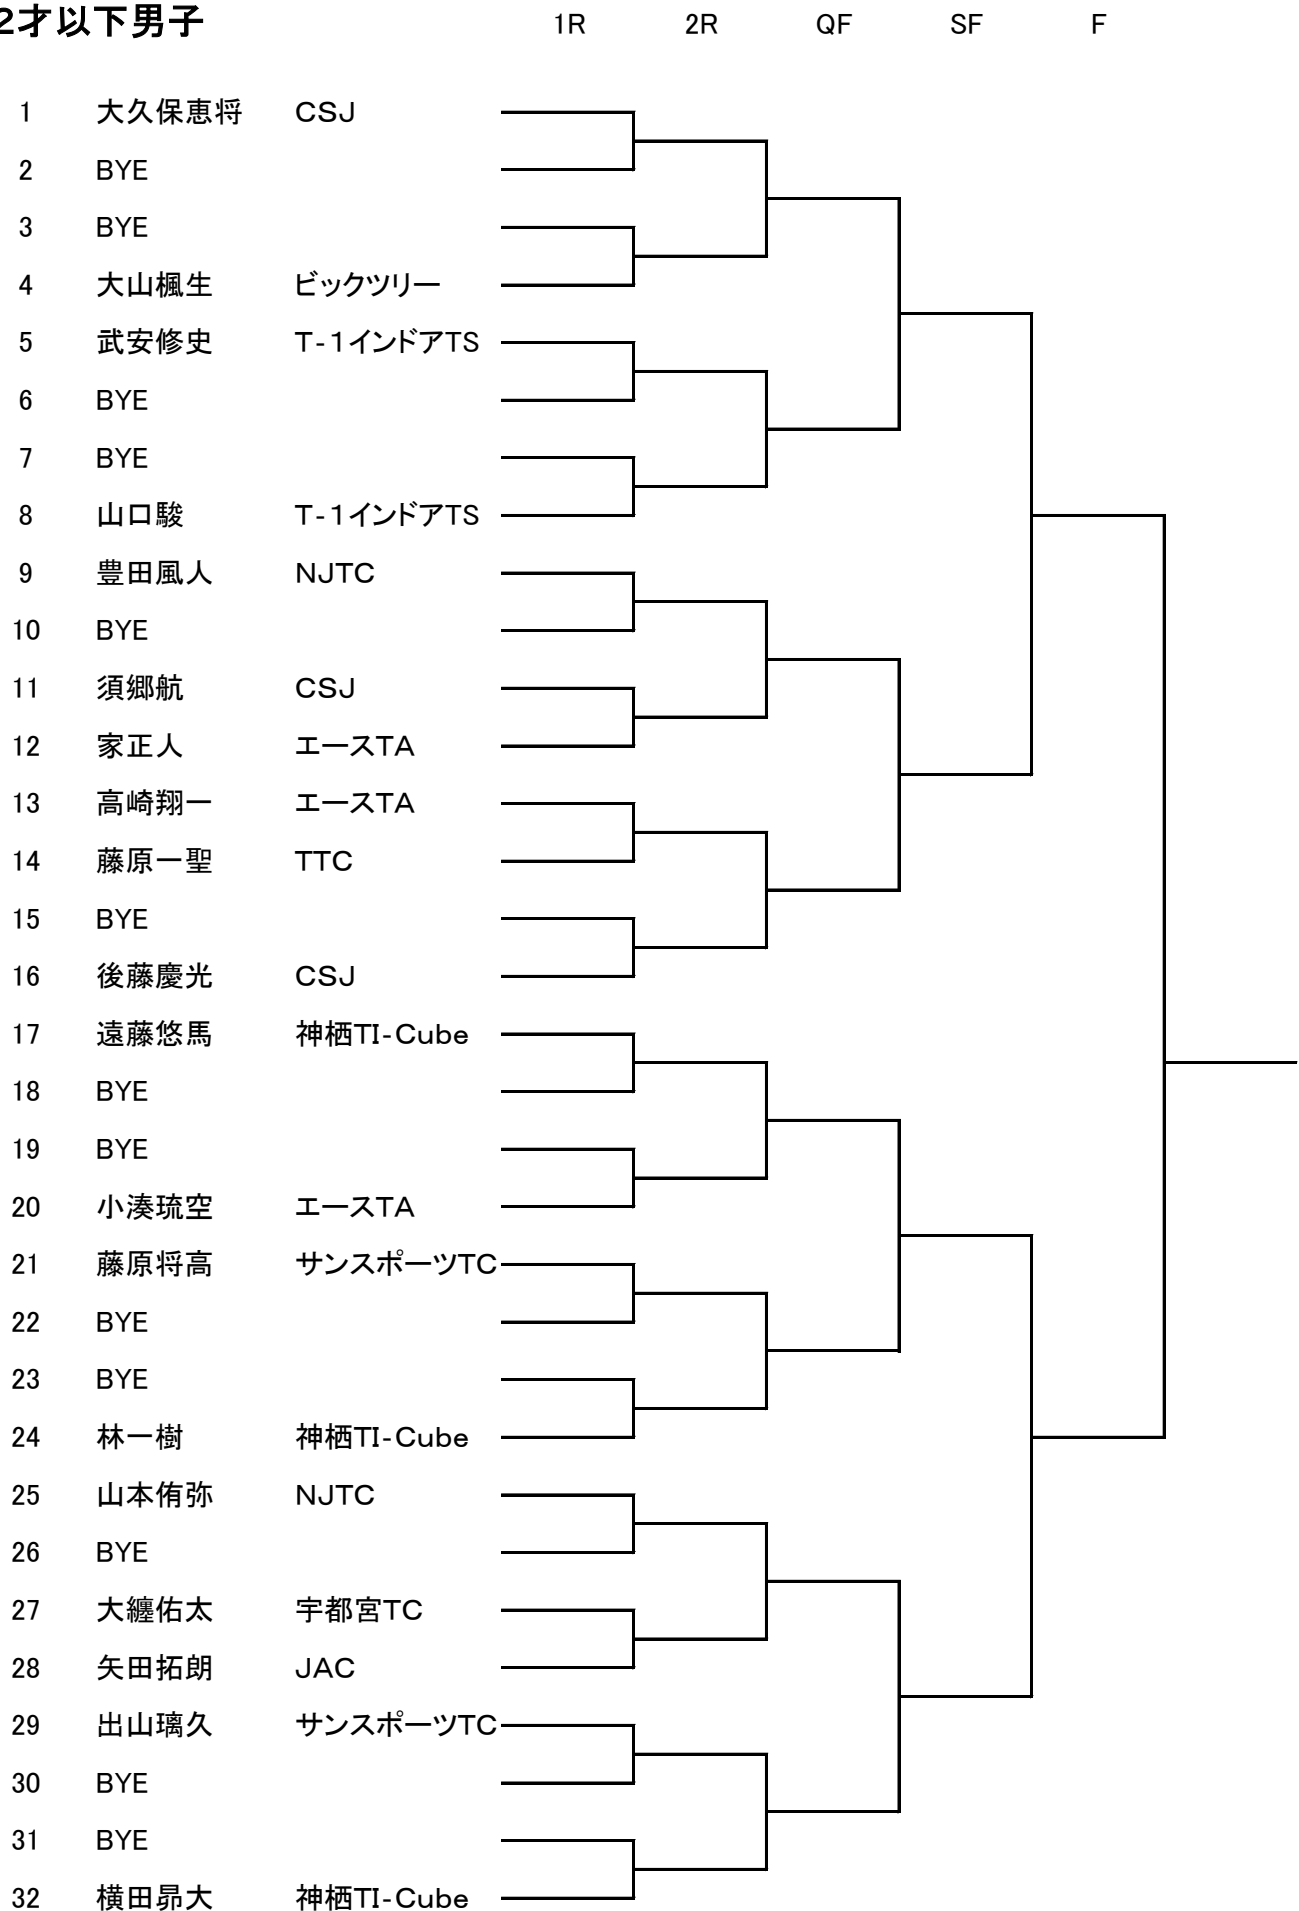 2才以下男子 1R 2R QF SF F
1 大久保恵将 CSJ
2 BYE
3 BYE
4 大山楓生 ビックツリー
5 武安修史 T-1インドアTS
6 BYE
7 BYE
8 山口駿 T-1インドアTS
9 豊田風人 NJTC
10 BYE
11 須郷航 CSJ
12 家正人 エースTA
13 高崎翔一 エースTA
14 藤原一聖 TTC
15 BYE
16 後藤慶光 CSJ
17 遠藤悠馬 神栖TI-Cube
18 BYE
19 BYE
20 小湊琉空 エースTA
21 藤原将高 サンスポーツTC
22 BYE
23 BYE
24 林一樹 神栖TI-Cube
25 山本侑弥 NJTC
26 BYE
27 大纏佑太 宇都宮TC
28 矢田拓朗 JAC
29 出山璃久 サンスポーツTC
30 BYE
31 BYE
32 横田昴大 神栖TI-Cube